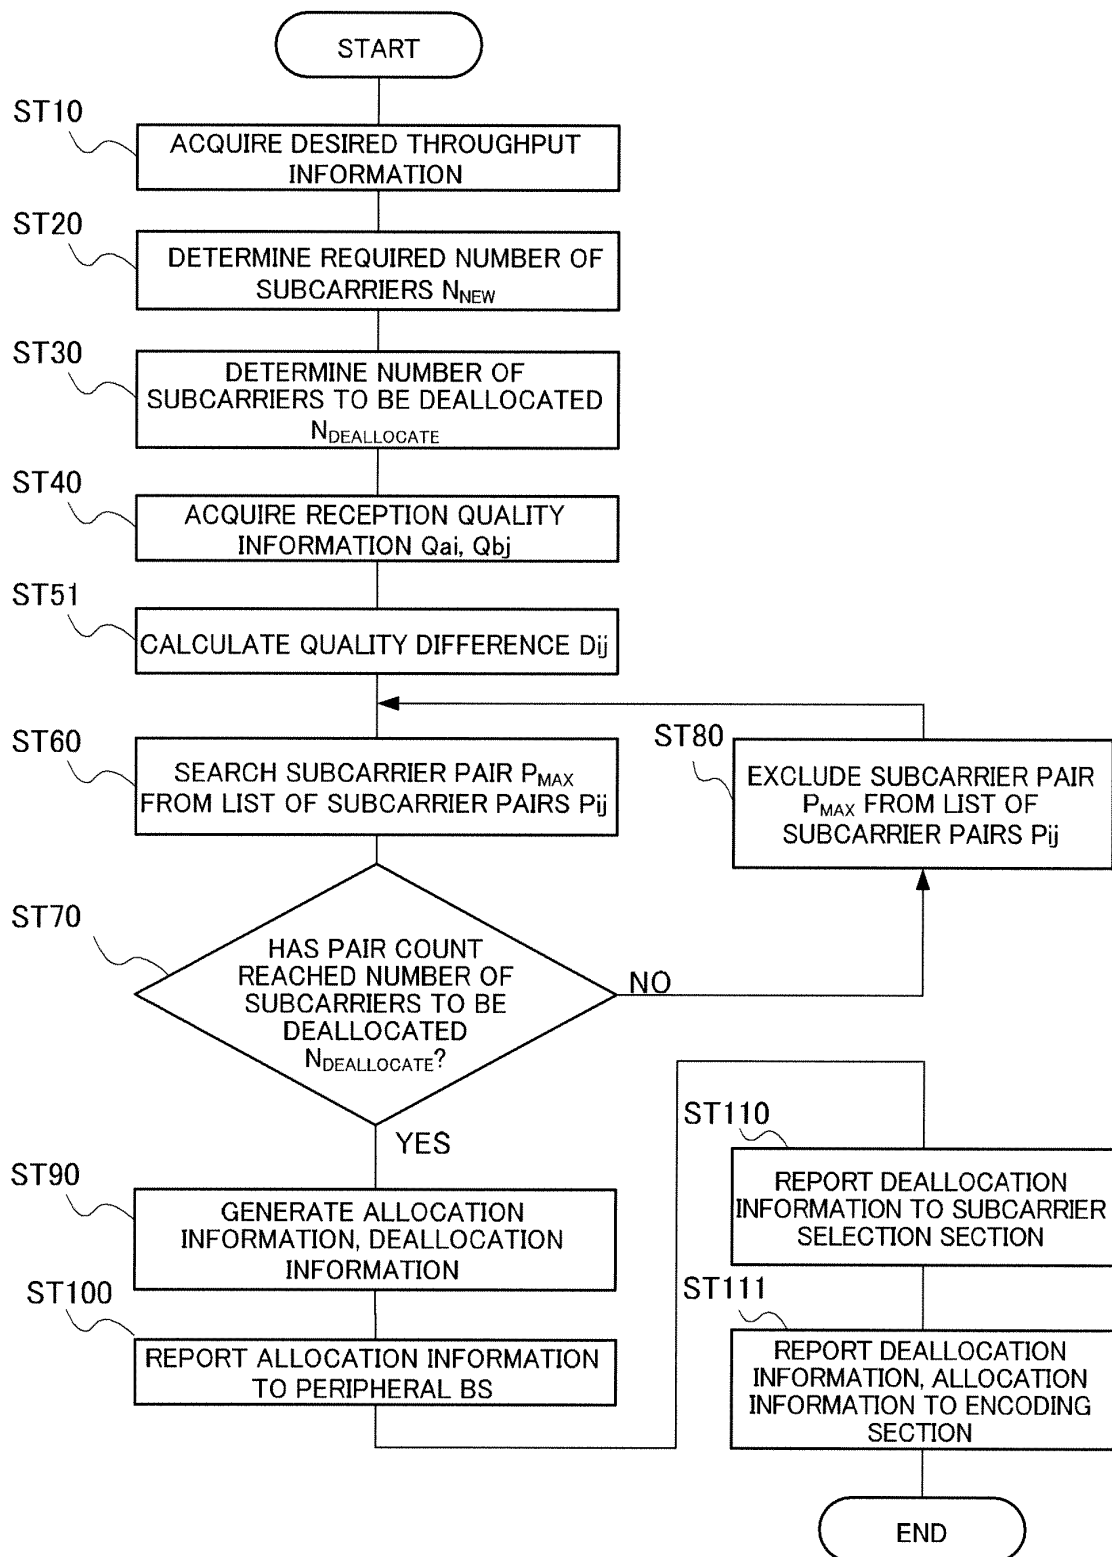 START
ST10
ACQUIRE DESIRED THROUGHPUT
INFORMATION
ST20
DETERMINE REQUIRED NUMBER OF
SUBCARRIERS NNEW
ST30
DETERMINE NUMBER OF
SUBCARRIERS TO BE DEALLOCATED
NDEALLOCATE
ST40
ACQUIRE RECEPTION QUALITY
INFORMATION Qai, Qbj
ST51
CALCULATE QUALITY DIFFERENCE Dij
ST60
SEARCH SUBCARRIER PAIR PMAX
FROM LIST OF SUBCARRIER PAIRS Pij
ST80
EXCLUDE SUBCARRIER PAIR
PMAX FROM LIST OF
SUBCARRIER PAIRS Pij
ST70
HAS PAIR COUNT
REACHED NUMBER OF
SUBCARRIERS TO BE
DEALLOCATED
NDEALLOCATE?
NO
YES
ST90
GENERATE ALLOCATION
INFORMATION, DEALLOCATION
INFORMATION
ST100
REPORT ALLOCATION INFORMATION
TO PERIPHERAL BS
ST110
REPORT DEALLOCATION
INFORMATION TO SUBCARRIER
SELECTION SECTION
ST111
REPORT DEALLOCATION
INFORMATION, ALLOCATION
INFORMATION TO ENCODING
SECTION
END